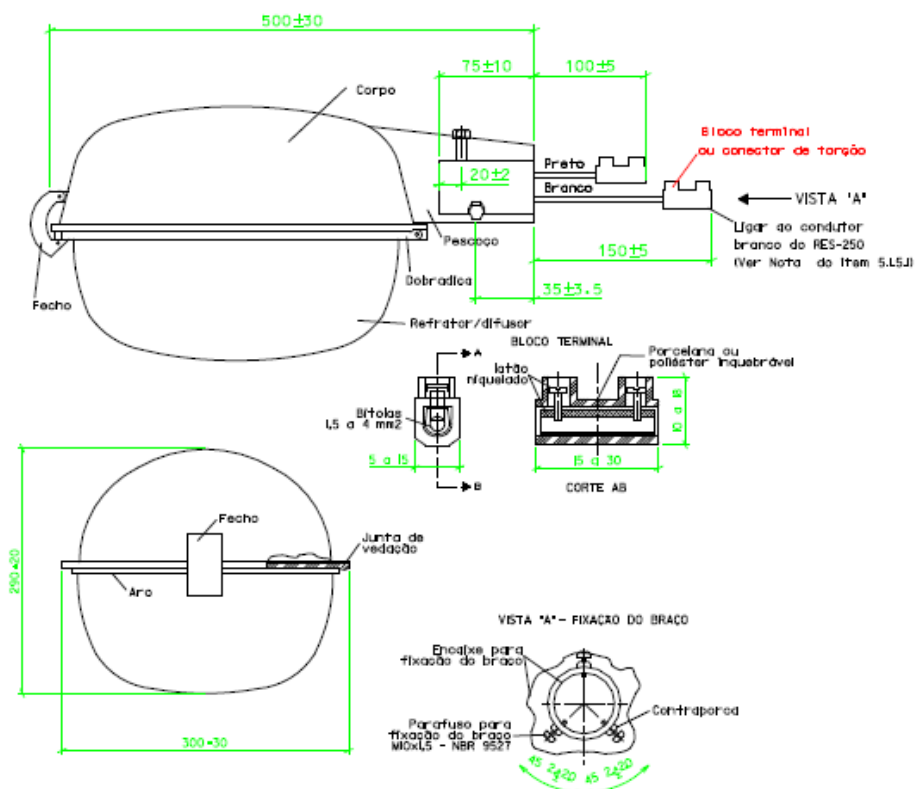 500±30
75±10
100±5
Corpo
Bloco terminal
ou conector de torção
Preto
20±2
Branco
VISTA "A"
Ligar ao condutor
branco do RES-250
(Ver Nota do Item 5.1.5.1)
Pescoço
150±5
Dobradiça
35±3.5
Fecho
Refrator/difusor
BLOCO TERMINAL
A
Porcelana ou
poliéster inquebrável
latão
niquelado
Bitolas
1,5 a 4 mm2
10 a 18
5 a 15
15 a 30
B
CORTE AB
Fecho
Junta de
vedação
290±20
Aro
VISTA "A"- FIXAÇÃO DO BRAÇO
Encaixe para
fixação do braço
Contraporca
Parafuso para
fixação do braço
M10x1,5 - NBR 9527
300±30